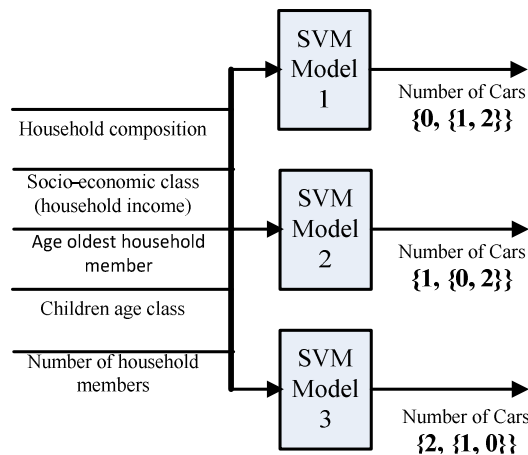 Household composition
Socio-economic class
(household income)
Age oldest household
member
Children age class
Number of household
members
SVM
Model
1
Number of Cars
{0, {1, 2}}
SVM
Model
2
Number of Cars
{1, {0, 2}}
SVM
Model
3
Number of Cars
{2, {1, 0}}